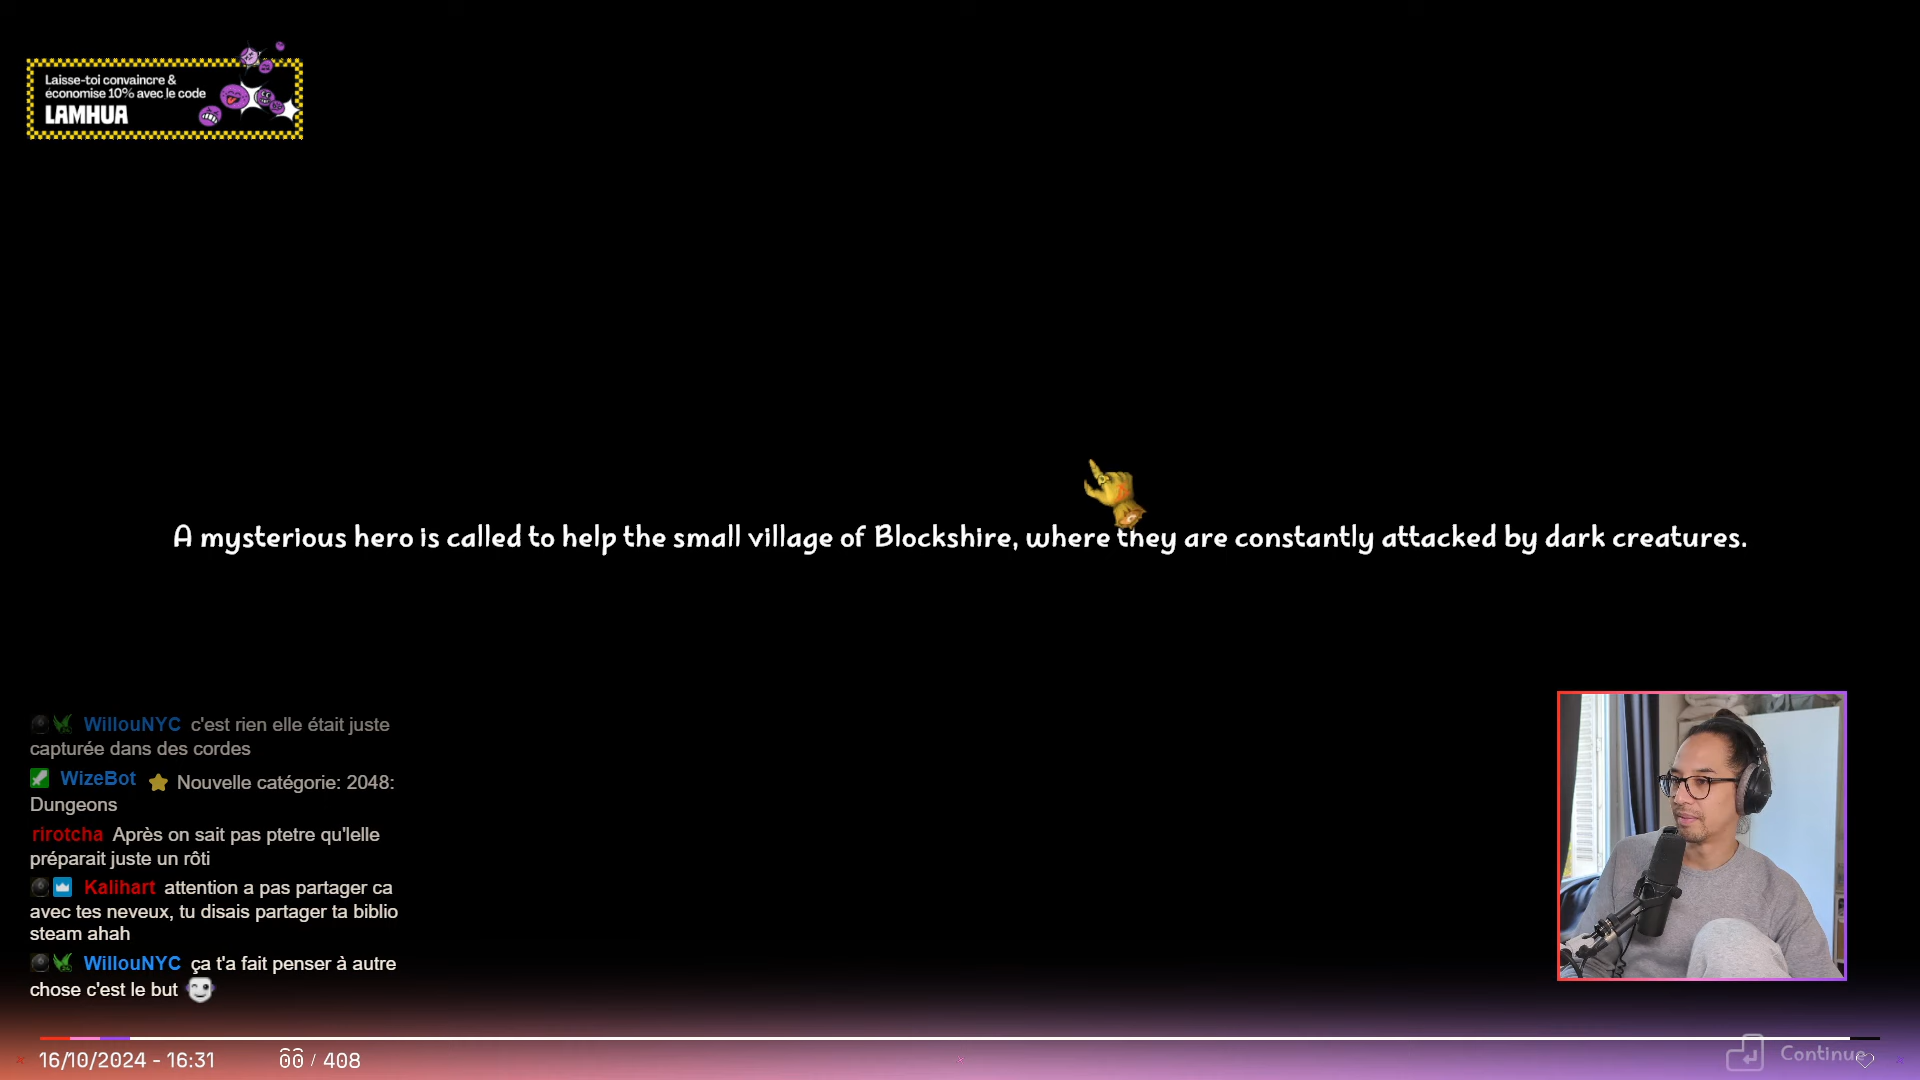 Laisse-toi convaincre &
économise 10% avec le code
LAMHUA
A mysterious hero is called to help the small village of Blockshire, where they are constantly attacked by dark creatures.
WillouNYC c'est rien elle était juste
capturée dans des cordes
WizeBot Nouvelle catégorie: 2048:
Dungeons
rirotcha Après on sait pas ptetre qu'lelle
préparait juste un rôti
Kalihart attention a pas partager ca
avec tes neveux, tu disais partager ta biblio
steam ahah
WillouNYC ça t'a fait penser à autre
chose c'est le but
16/10/2024 - 16:31 / 408
Continue